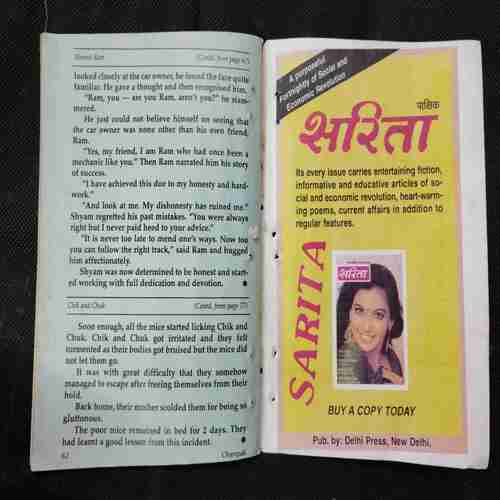 Honest Ram (Contd. from page 67)
looked closely at the car owner, he found the face quite
familiar. He gave a thought and then recognised him.
"Ram, you — are you Ram, aren't you?" he stam-
mered.
He just could not believe himself on seeing that
the car owner was none other than his own friend,
Ram.
"Yes, my friend, I am Ram who had once been a
mechanic like you." Then Ram narrated him his story
of success.
"I have achieved this due to my honesty and hard-
work."
"And look at me. My dishonesty has ruined me."
Shyam regretted his past mistakes. "You were always
right but I never paid heed to your advice."
"It is never too late to mend one's ways. Now too
you can follow the right track," said Ram and hugged
him affectionately.
Shyam was now determined to be honest and start-
ed working with full dedication and devotion.
Chik and Chuk (Contd. from page 77)
Soon enough, all the mice started licking Chik and
Chuk. Chik and Chuk got irritated and they felt
tormented as their bodies got bruised but the mice did
not let them go.
It was with great difficulty that they somehow
managed to escape after freeing themselves from their
hold.
Back home, their mother scolded them for being so
gluttonous.
The poor mice remained in bed for 2 days. They
had learnt a good lesson from this incident.
82 Champak
A purposeful
Fortnightly of Social and
Economic Revolution
पाक्षिक
सरिता
Its every issue carries entertaining fiction,
informative and educative articles of so-
cial and economic revolution, heart-warm-
ing poems, current affairs in addition to
regular features.
SARITA
सरिता
BUY A COPY TODAY
Pub. by: Delhi Press, New Delhi.